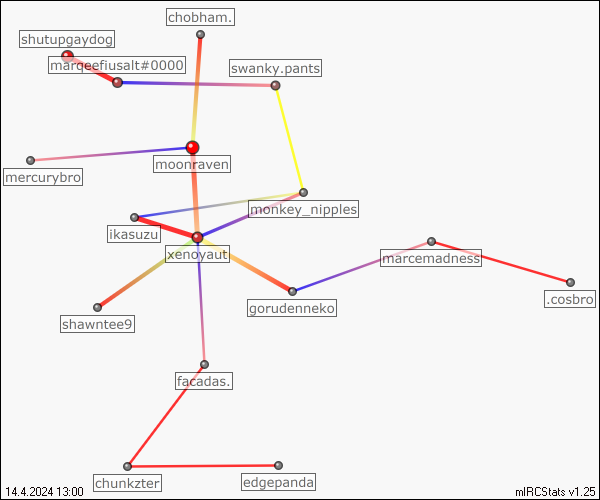 chobham.
shutupgaydog
marqeefiusalt#0000
swanky.pants
moonraven
mercurybro
monkey_nipples
ikasuzu
xenoyaut
marcemadness
.cosbro
gorudenneko
shawntee9
facadas.
chunkzter
edgepanda
14.4.2024 13:00
mIRCStats v1.25